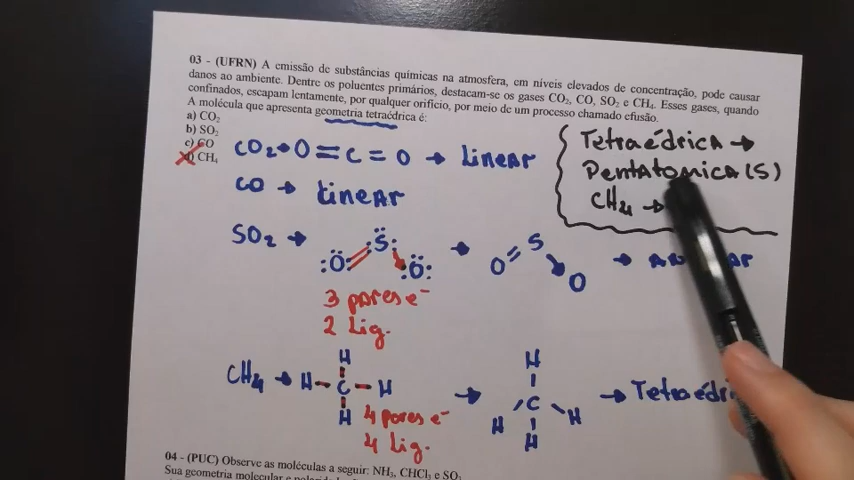 03 - (UFRN) A emissão de substâncias químicas na atmosfera, em níveis elevados de concentração, pode causar
danos ao ambiente. Dentre os poluentes primários, destacam-se os gases CO₂, CO, SO₂ e CH₄. Esses gases, quando
confinados, escapam lentamente, por qualquer orifício, por meio de um processo chamado efusão.
A molécula que apresenta geometria tetraédrica é:
a) CO₂
b) SO₂
c) CO
d) CH₄
Tetraédrica →
Pentatomica (5)
CH₄ →
CO₂ → O = C = O → Linear
CO → Linear
SO₂ → :Ö S̈: Ö: → O = S → O →
3 pares e⁻
2 Lig.
CH₄ → H – C – H H H → H C H H H → Tetraédri
4 pares e⁻
4 Lig.
04 - (PUC) Observe as moléculas a seguir: NH₃, CHCl₃ e SO₃
Sua geometria molecular e